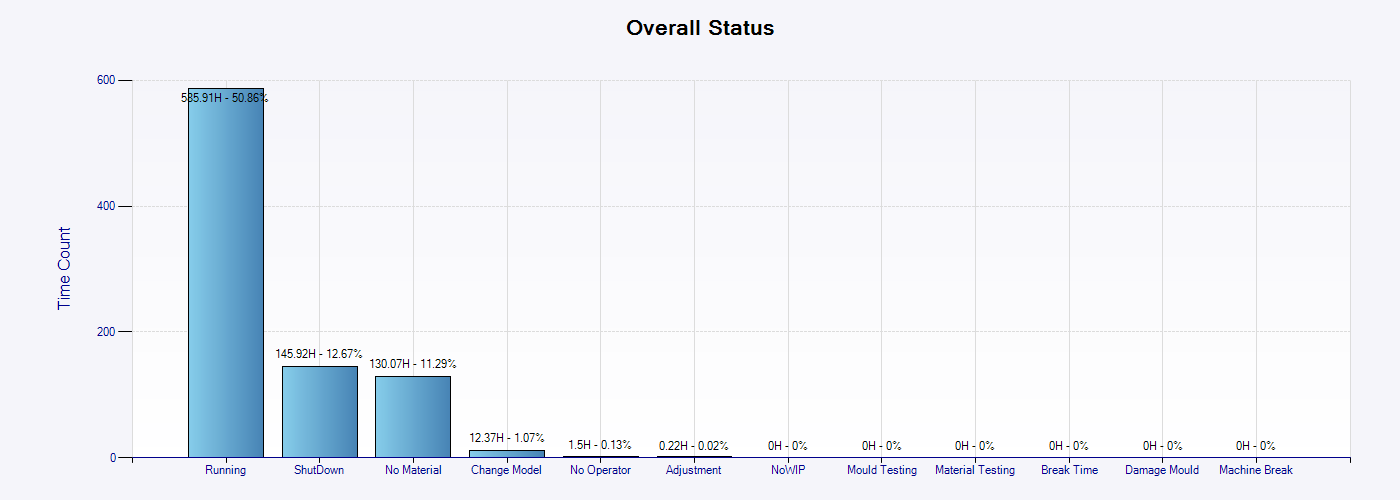 Overall Status
Time Count
600
400
200
0
585.91H - 50.86%
145.92H - 12.67%
130.07H - 11.29%
12.37H - 1.07%
1.5H - 0.13%
0.22H - 0.02%
0H - 0%
0H - 0%
0H - 0%
0H - 0%
0H - 0%
0H - 0%
Running
ShutDown
No Material
Change Model
No Operator
Adjustment
NoWIP
Mould Testing
Material Testing
Break Time
Damage Mould
Machine Break